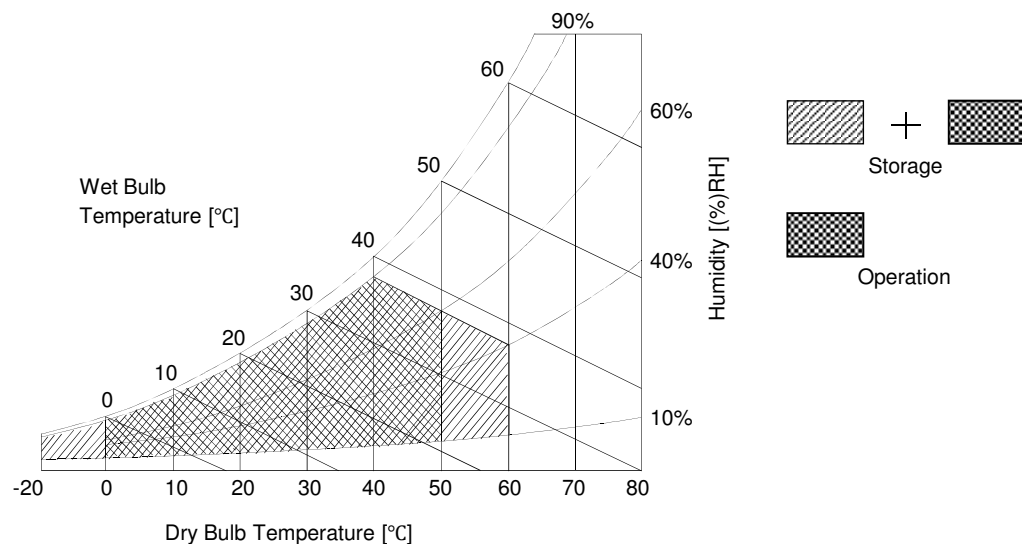 90%
60
60%
50
Wet Bulb
Temperature [℃]
Storage
40
40%
Humidity [(%)RH]
30
Operation
20
10
0
10%
-20 0 10 20 30 40 50 60 70 80
Dry Bulb Temperature [℃]